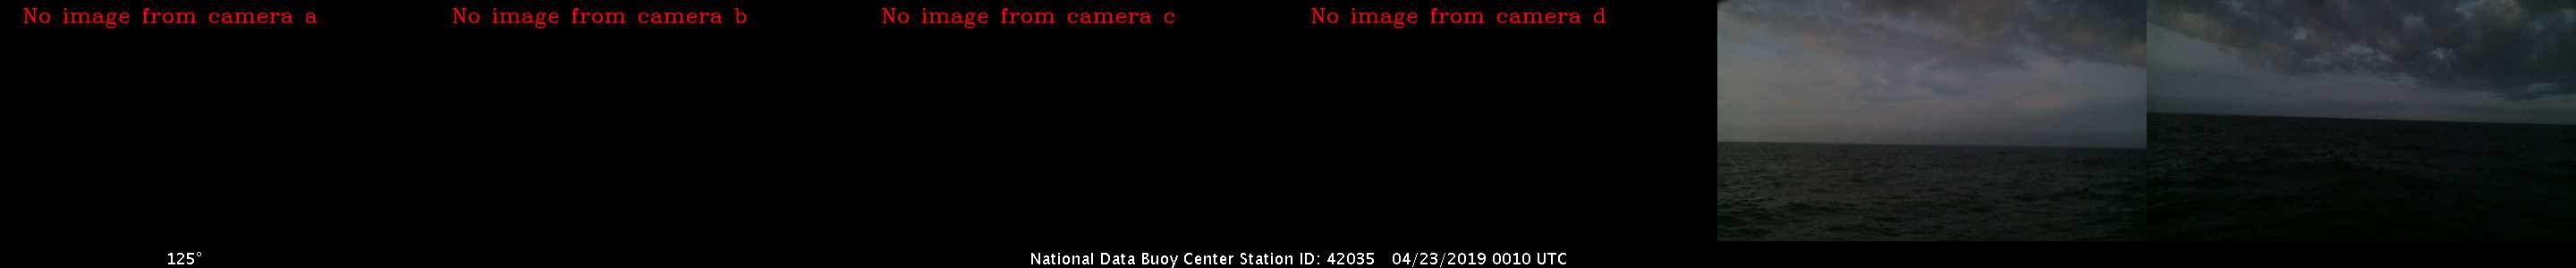 No image from camera a
No image from camera b
No image from camera c
No image from camera d
125°
National Data Buoy Center Station ID: 42035 04/23/2019 0010 UTC